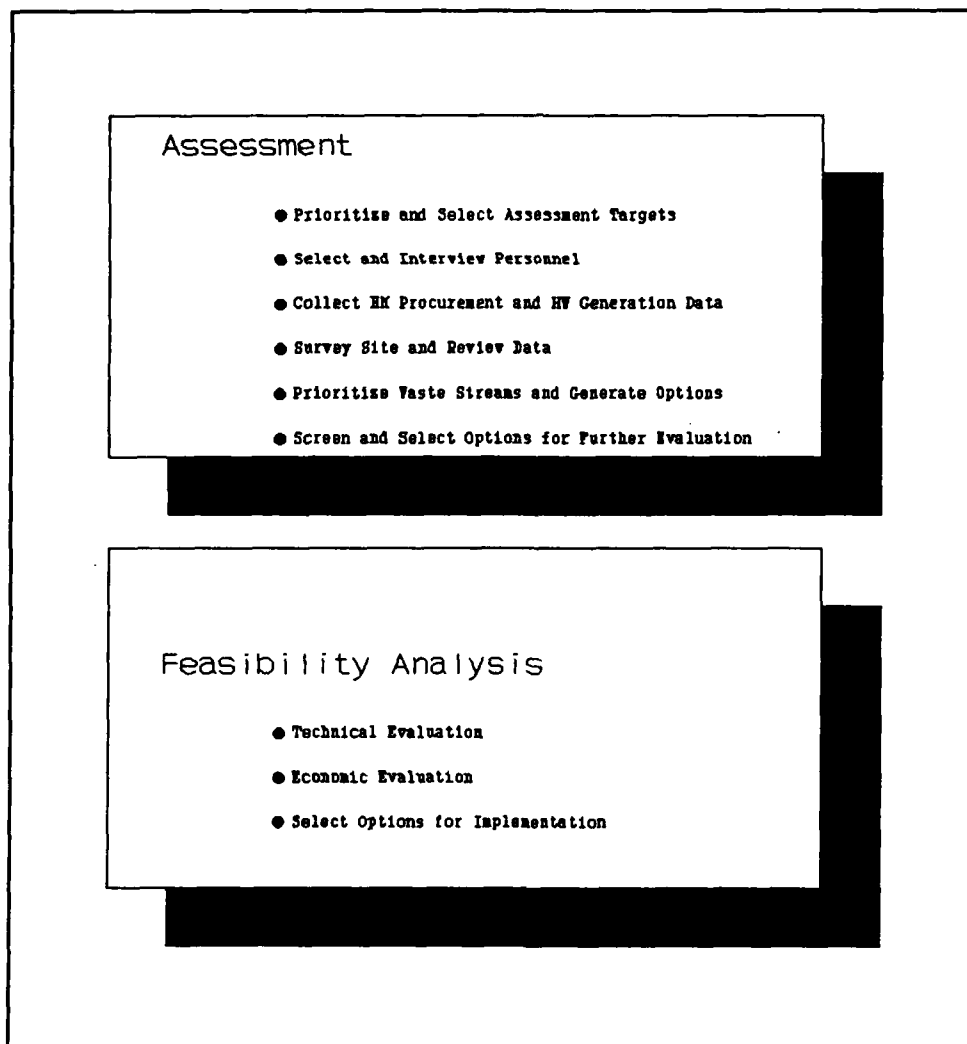 Assessment
● Prioritize and Select Assessment Targets
● Select and Interview Personnel
● Collect HM Procurement and HW Generation Data
● Survey Site and Review Data
● Prioritize Waste Streams and Generate Options
● Screen and Select Options for Further Evaluation
Feasibility Analysis
● Technical Evaluation
● Economic Evaluation
● Select Options for Implementation